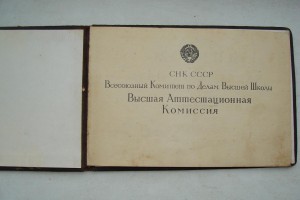 СНК СССР
Всесоюзный Комитет по Делам Высшей Школы
Высшая Аттестационная
Комиссия